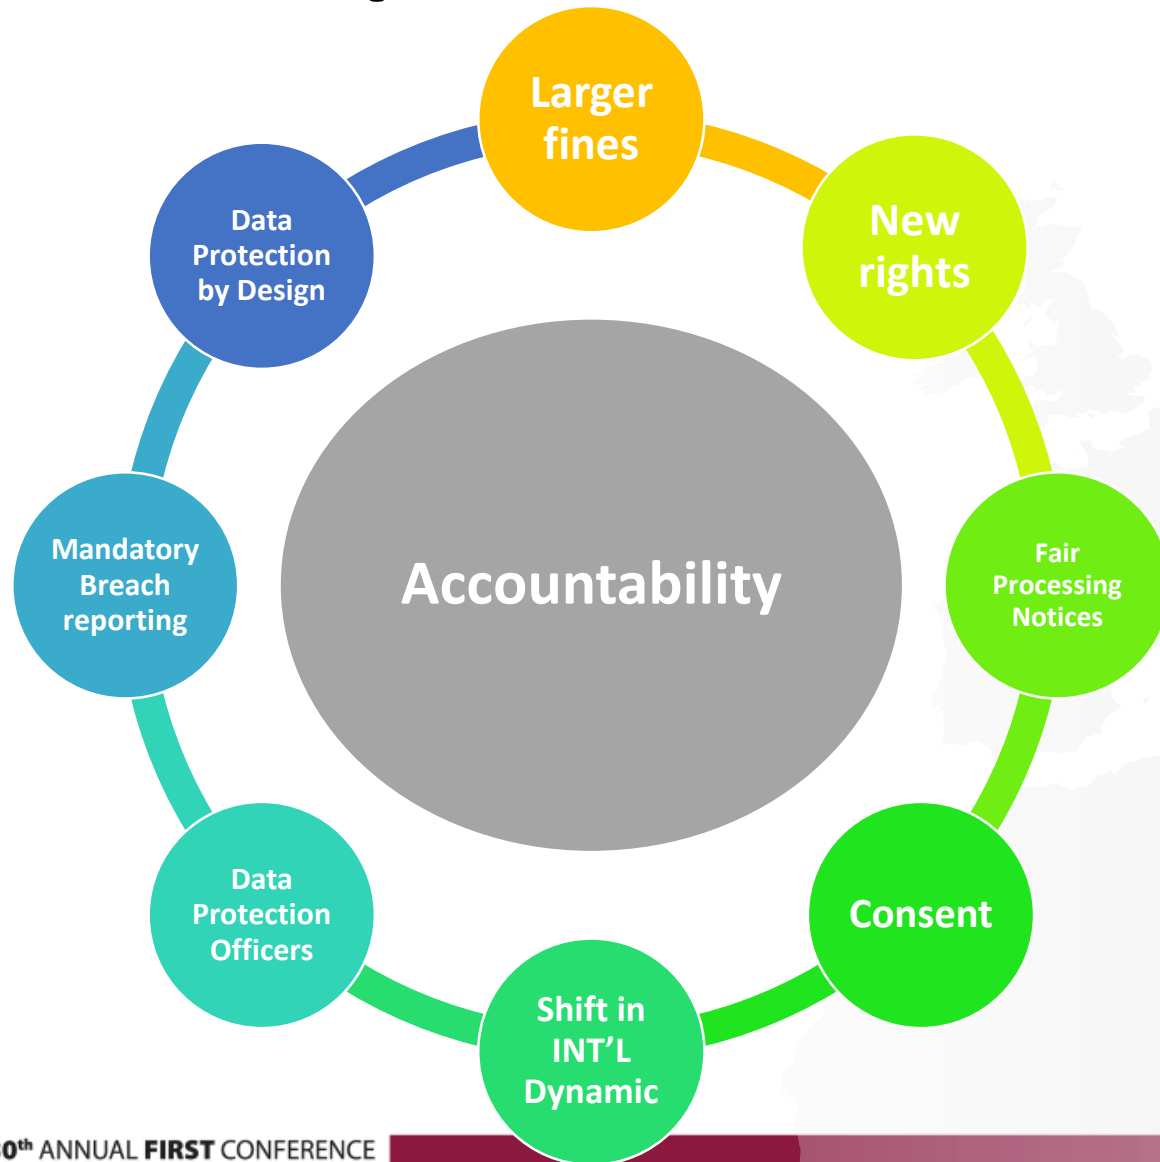 Larger
fines
New
rights
Fair
Processing
Notices
Consent
Shift in
INT’L
Dynamic
Data
Protection
Officers
Mandatory
Breach
reporting
Data
Protection
by Design
Accountability
0th ANNUAL FIRST CONFERENCE